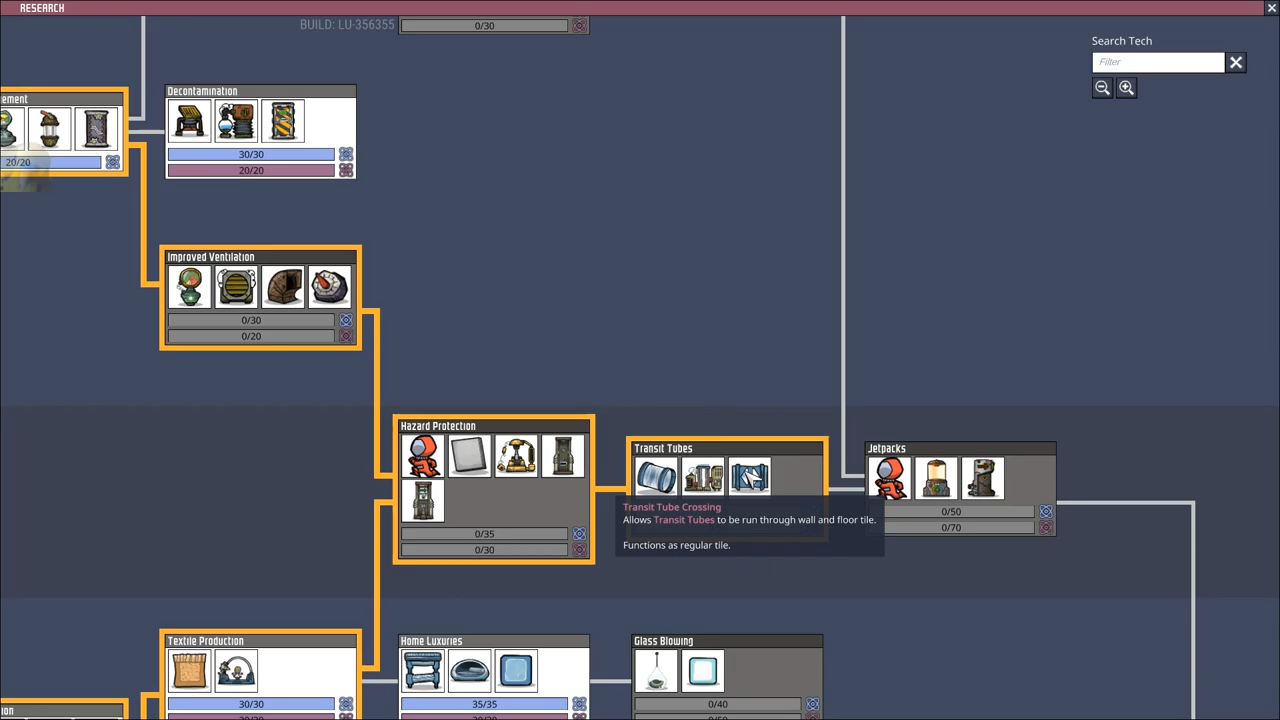 RESEARCH
BUILD: LU-356355
0/30
Search Tech
Filter
ement
20/20
Decontamination
30/30
20/20
Improved Ventilation
0/30
0/20
Hazard Protection
0/35
0/30
Transit Tubes
Transit Tube Crossing
Allows Transit Tubes to be run through wall and floor tile.
Functions as regular tile.
Jetpacks
0/50
0/70
Textile Production
30/30
Home Luxuries
35/35
Glass Blowing
0/40
ion